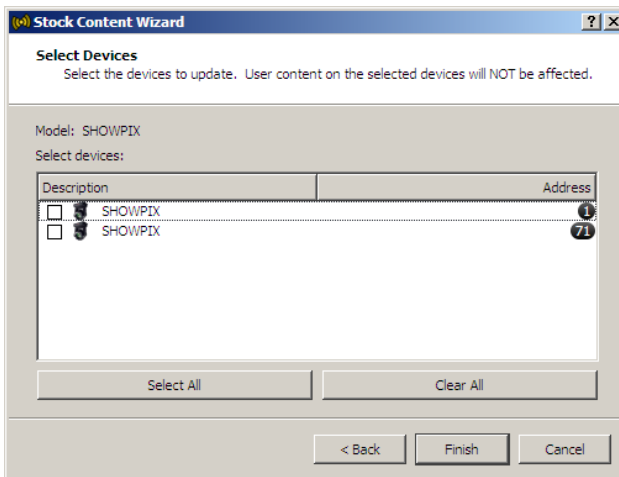 Stock Content Wizard
Select Devices
Select the devices to update. User content on the selected devices will NOT be affected.
Model: SHOWPIX
Select devices:
Description Address
SHOWPIX 1
SHOWPIX 71
Select All Clear All
< Back Finish Cancel